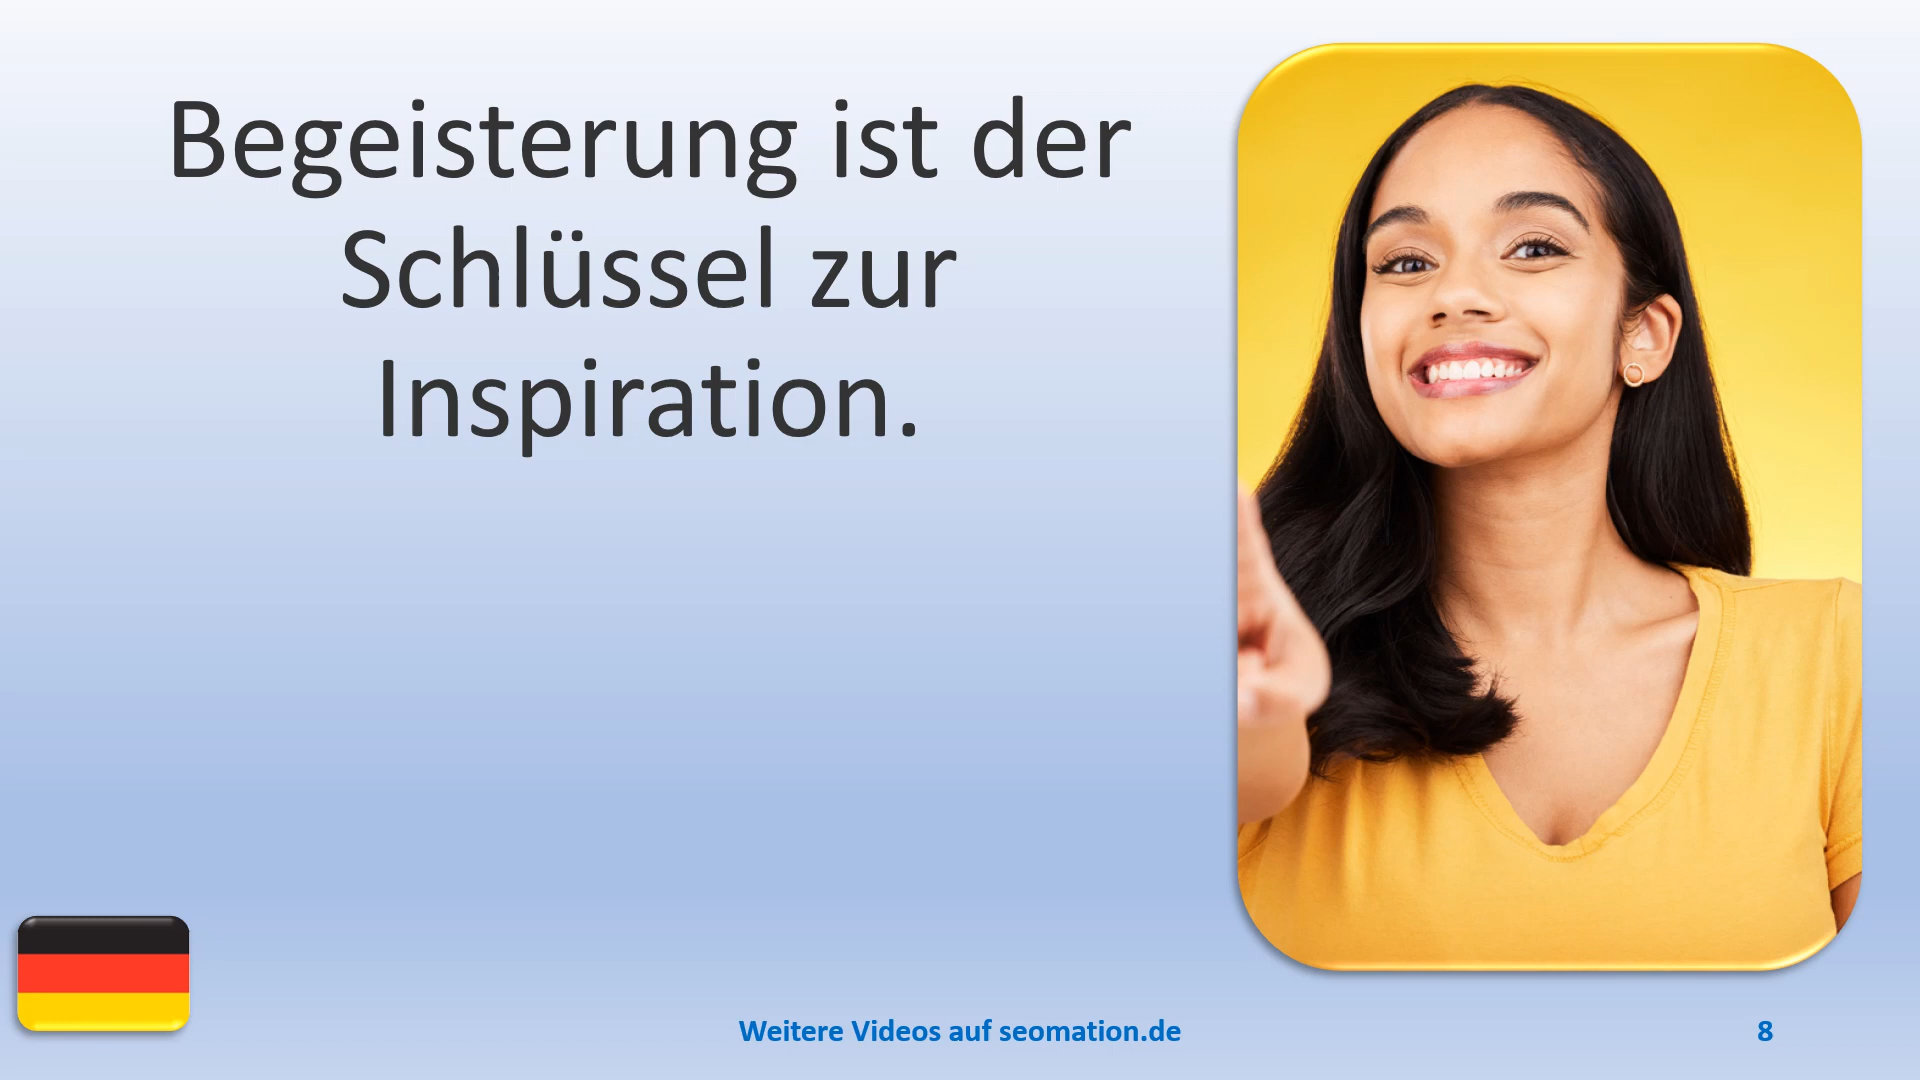 Begeisterung ist der
Schlüssel zur
Inspiration.
Weitere Videos auf seomation.de
8